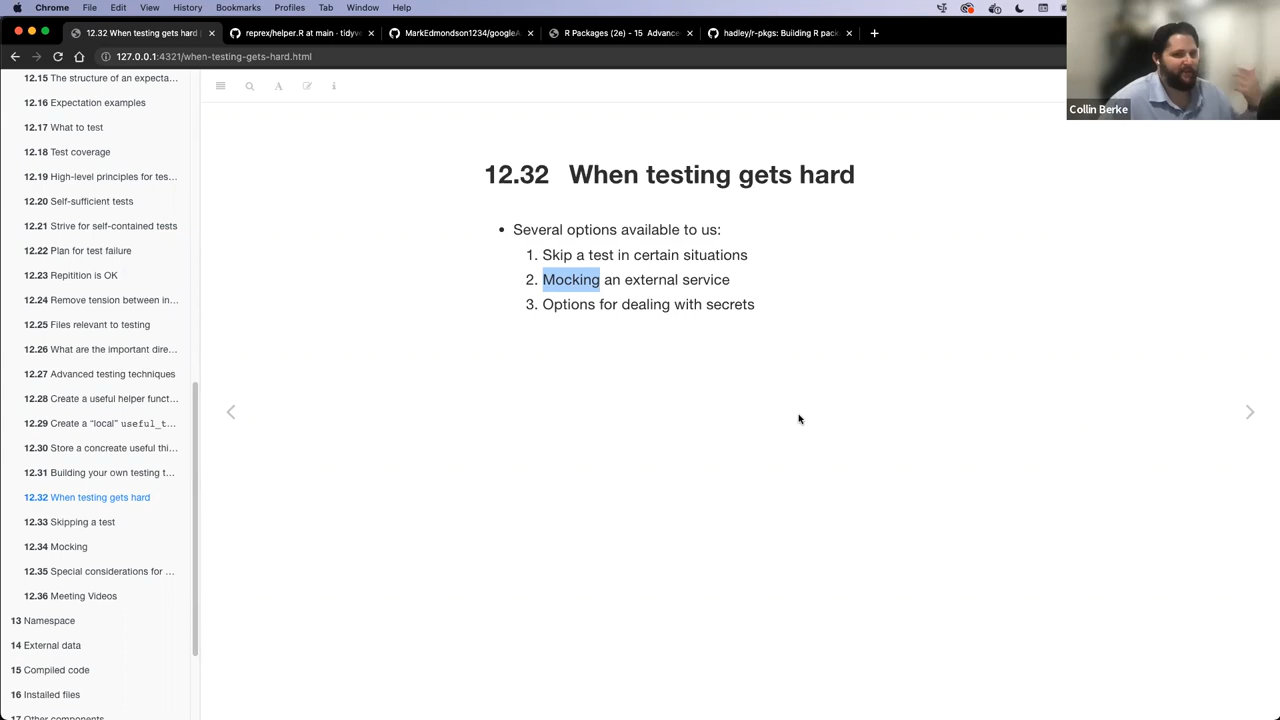 Chrome File Edit View History Bookmarks Profiles Tab Window Help
12.32 When testing gets hard
reprex/helper.R at main · tidyv
MarkEdmondson1234/googleA
R Packages (2e) - 15 Advance
hadley/r-pkgs: Building R pack
127.0.0.1:4321/when-testing-gets-hard.html
Collin Berke
12.15 The structure of an expecta...
12.16 Expectation examples
12.17 What to test
12.18 Test coverage
12.19 High-level principles for tes...
12.20 Self-sufficient tests
12.21 Strive for self-contained tests
12.22 Plan for test failure
12.23 Repitition is OK
12.24 Remove tension between in...
12.25 Files relevant to testing
12.26 What are the important dire...
12.27 Advanced testing techniques
12.28 Create a useful helper funct...
12.29 Create a “local” useful_t...
12.30 Store a concreate useful thi...
12.31 Building your own testing t...
12.32 When testing gets hard
12.33 Skipping a test
12.34 Mocking
12.35 Special considerations for ...
12.36 Meeting Videos
13 Namespace
14 External data
15 Compiled code
16 Installed files
17 Other components
12.32 When testing gets hard
• Several options available to us:
1. Skip a test in certain situations
2. Mocking an external service
3. Options for dealing with secrets